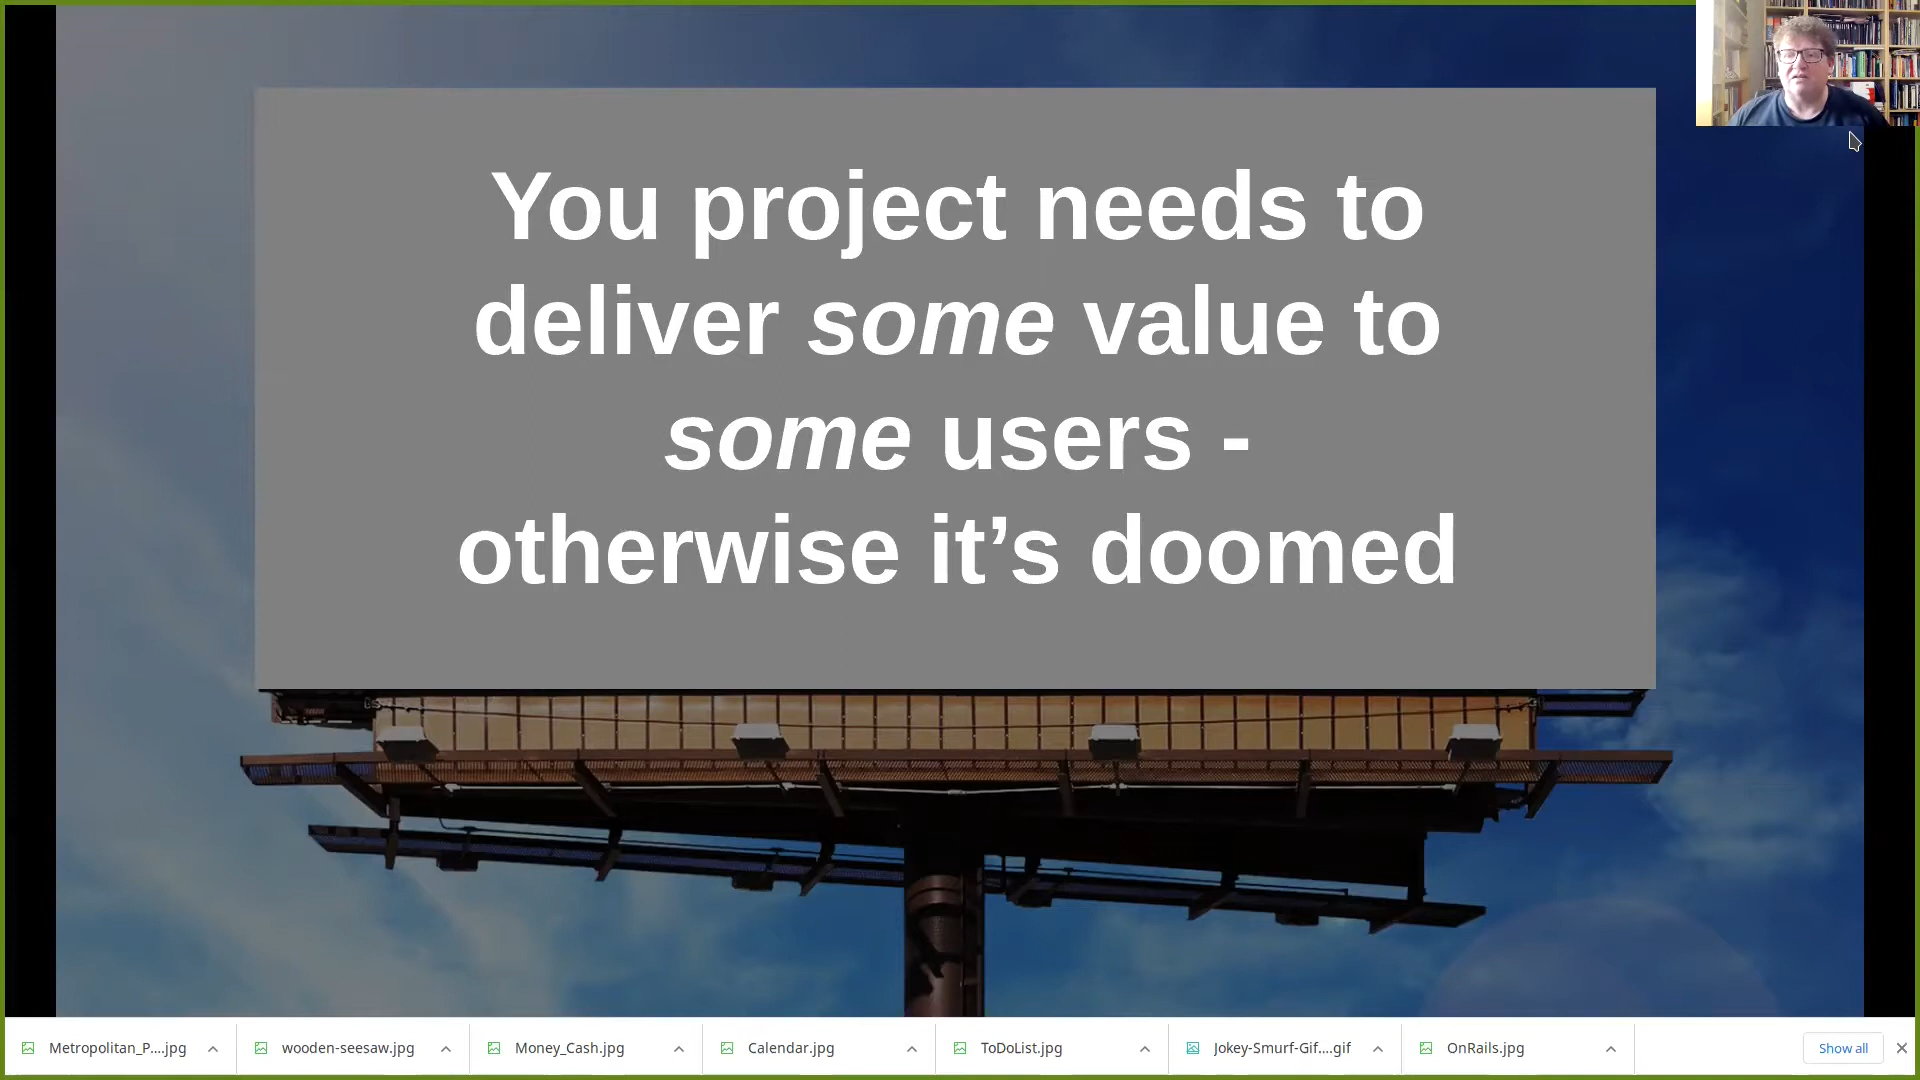 You project needs to
deliver some value to
some users -
otherwise it’s doomed
Metropolitan_P....jpg
wooden-seesaw.jpg
Money_Cash.jpg
Calendar.jpg
ToDoList.jpg
Jokey-Smurf-Gif....gif
OnRails.jpg
Show all